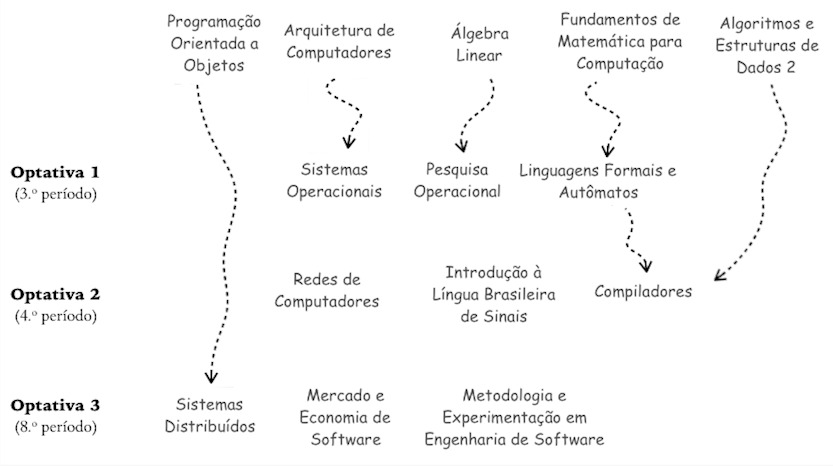 Programação
Orientada a
Objetos
Arquitetura de
Computadores
Álgebra
Linear
Fundamentos de
Matemática para
Computação
Algoritmos e
Estruturas de
Dados 2
Optativa 1
(3.º período)
Sistemas
Operacionais
Pesquisa
Operacional
Linguagens Formais e
Autômatos
Optativa 2
(4.º período)
Redes de
Computadores
Introdução à
Língua Brasileira
de Sinais
Compiladores
Optativa 3
(8.º período)
Sistemas
Distribuídos
Mercado e
Economia de
Software
Metodologia e
Experimentação em
Engenharia de Software